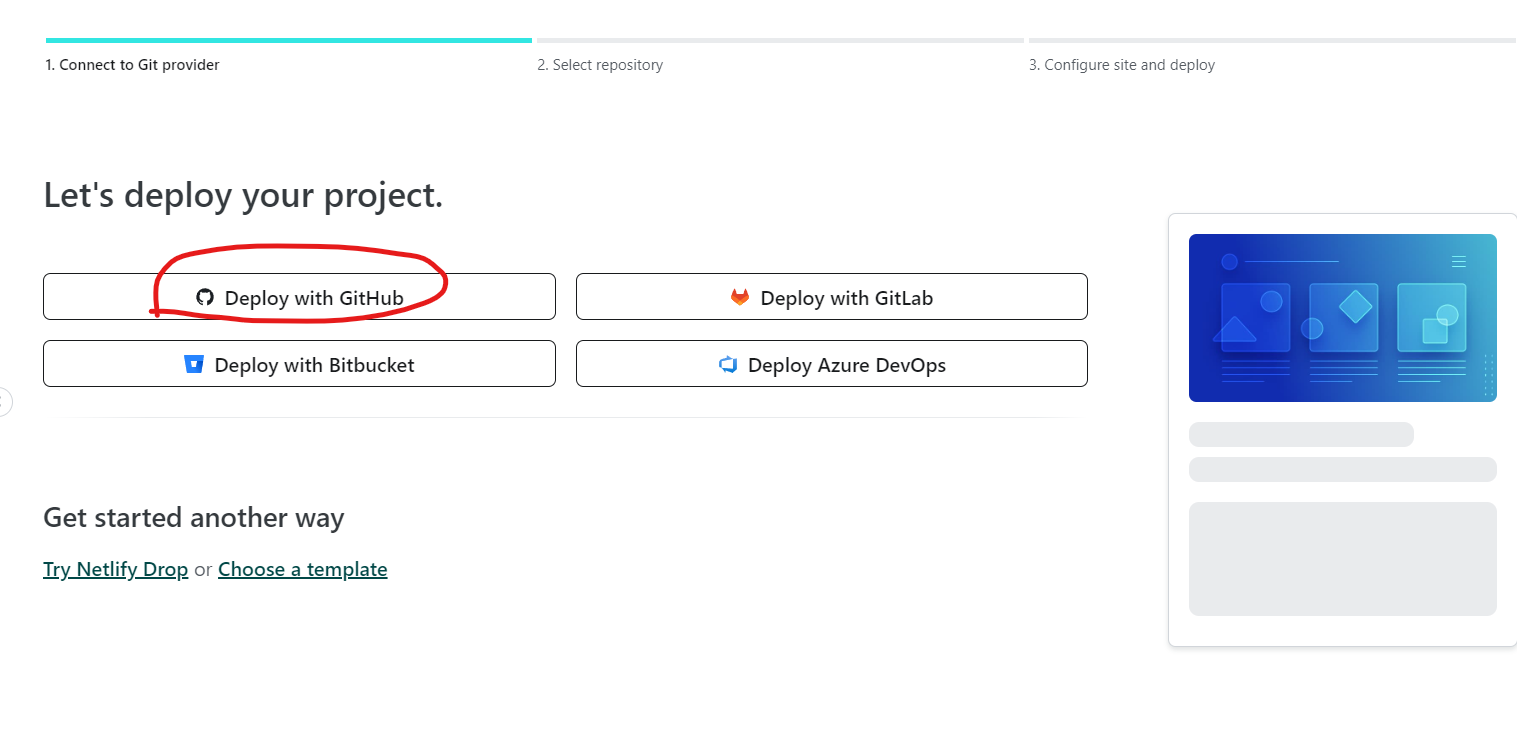 1. Connect to Git provider
2. Select repository
3. Configure site and deploy
Let's deploy your project.
Deploy with GitHub
Deploy with GitLab
Deploy with Bitbucket
Deploy Azure DevOps
Get started another way
Try Netlify Drop or Choose a template